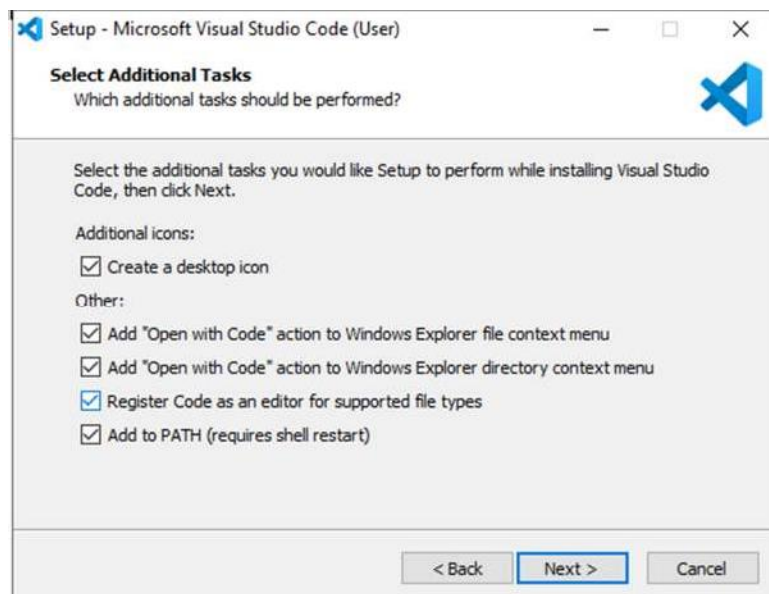 Setup - Microsoft Visual Studio Code (User)
Select Additional Tasks
Which additional tasks should be performed?
Select the additional tasks you would like Setup to perform while installing Visual Studio
Code, then click Next.
Additional icons:
Create a desktop icon
Other:
Add "Open with Code" action to Windows Explorer file context menu
Add "Open with Code" action to Windows Explorer directory context menu
Register Code as an editor for supported file types
Add to PATH (requires shell restart)
< Back Next > Cancel